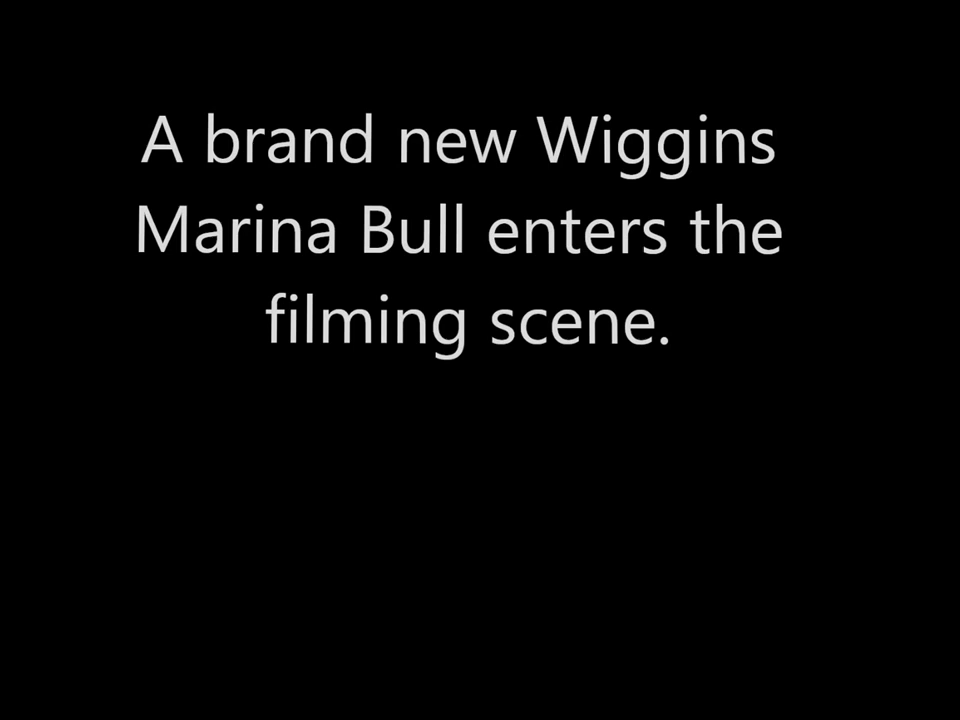 A brand new Wiggins
Marina Bull enters the
filming scene.